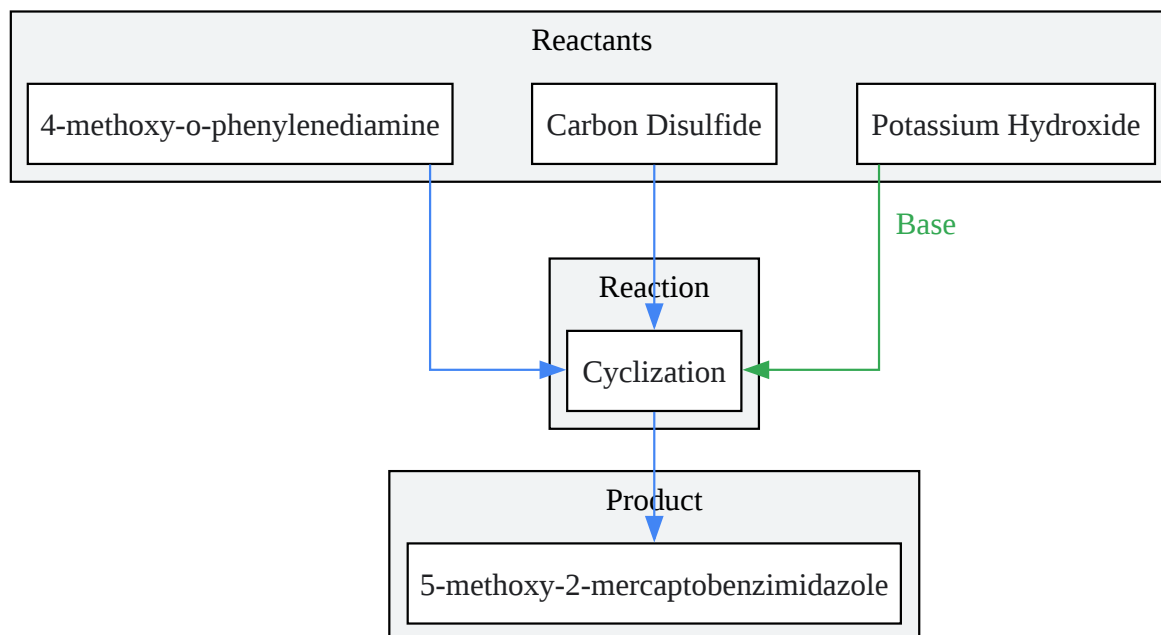 Reactants
4-methoxy-o-phenylenediamine
Carbon Disulfide
Potassium Hydroxide
Base
Reaction
Cyclization
Product
5-methoxy-2-mercaptobenzimidazole